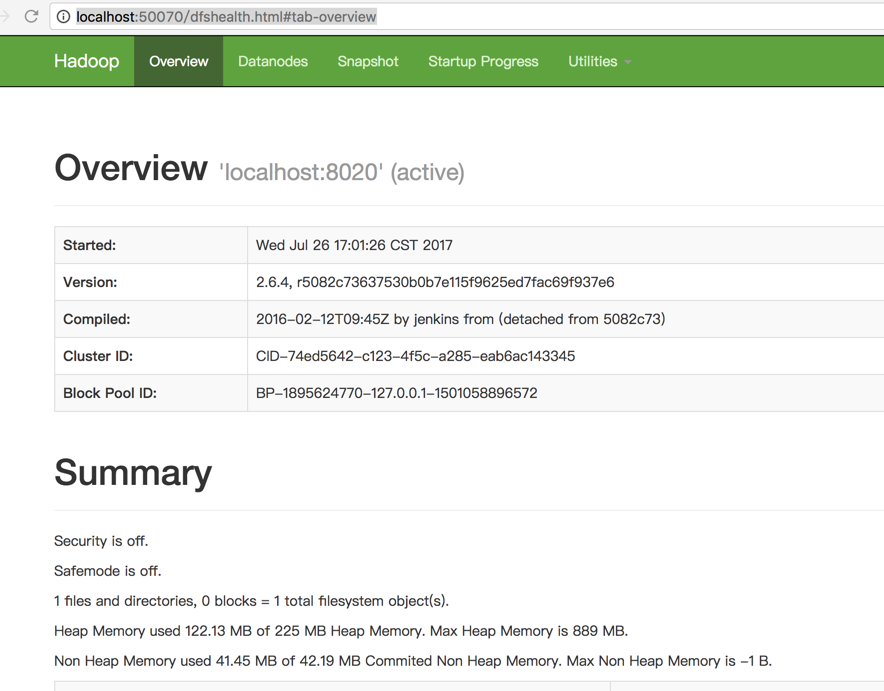 localhost:50070/dfshealth.html#tab-overview
Hadoop Overview Datanodes Snapshot Startup Progress Utilities
Overview 'localhost:8020' (active)
Started: Wed Jul 26 17:01:26 CST 2017
Version: 2.6.4, r5082c73637530b0b7e115f9625ed7fac69f937e6
Compiled: 2016-02-12T09:45Z by jenkins from (detached from 5082c73)
Cluster ID: CID-74ed5642-c123-4f5c-a285-eab6ac143345
Block Pool ID: BP-1895624770-127.0.0.1-1501058896572
Summary
Security is off.
Safemode is off.
1 files and directories, 0 blocks = 1 total filesystem object(s).
Heap Memory used 122.13 MB of 225 MB Heap Memory. Max Heap Memory is 889 MB.
Non Heap Memory used 41.45 MB of 42.19 MB Commited Non Heap Memory. Max Non Heap Memory is -1 B.